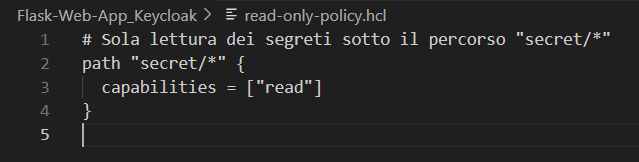 Flask-Web-App_Keycloak > read-only-policy.hcl
1 # Sola lettura dei segreti sotto il percorso "secret/*"
2 path "secret/*" {
3   capabilities = ["read"]
4 }
5